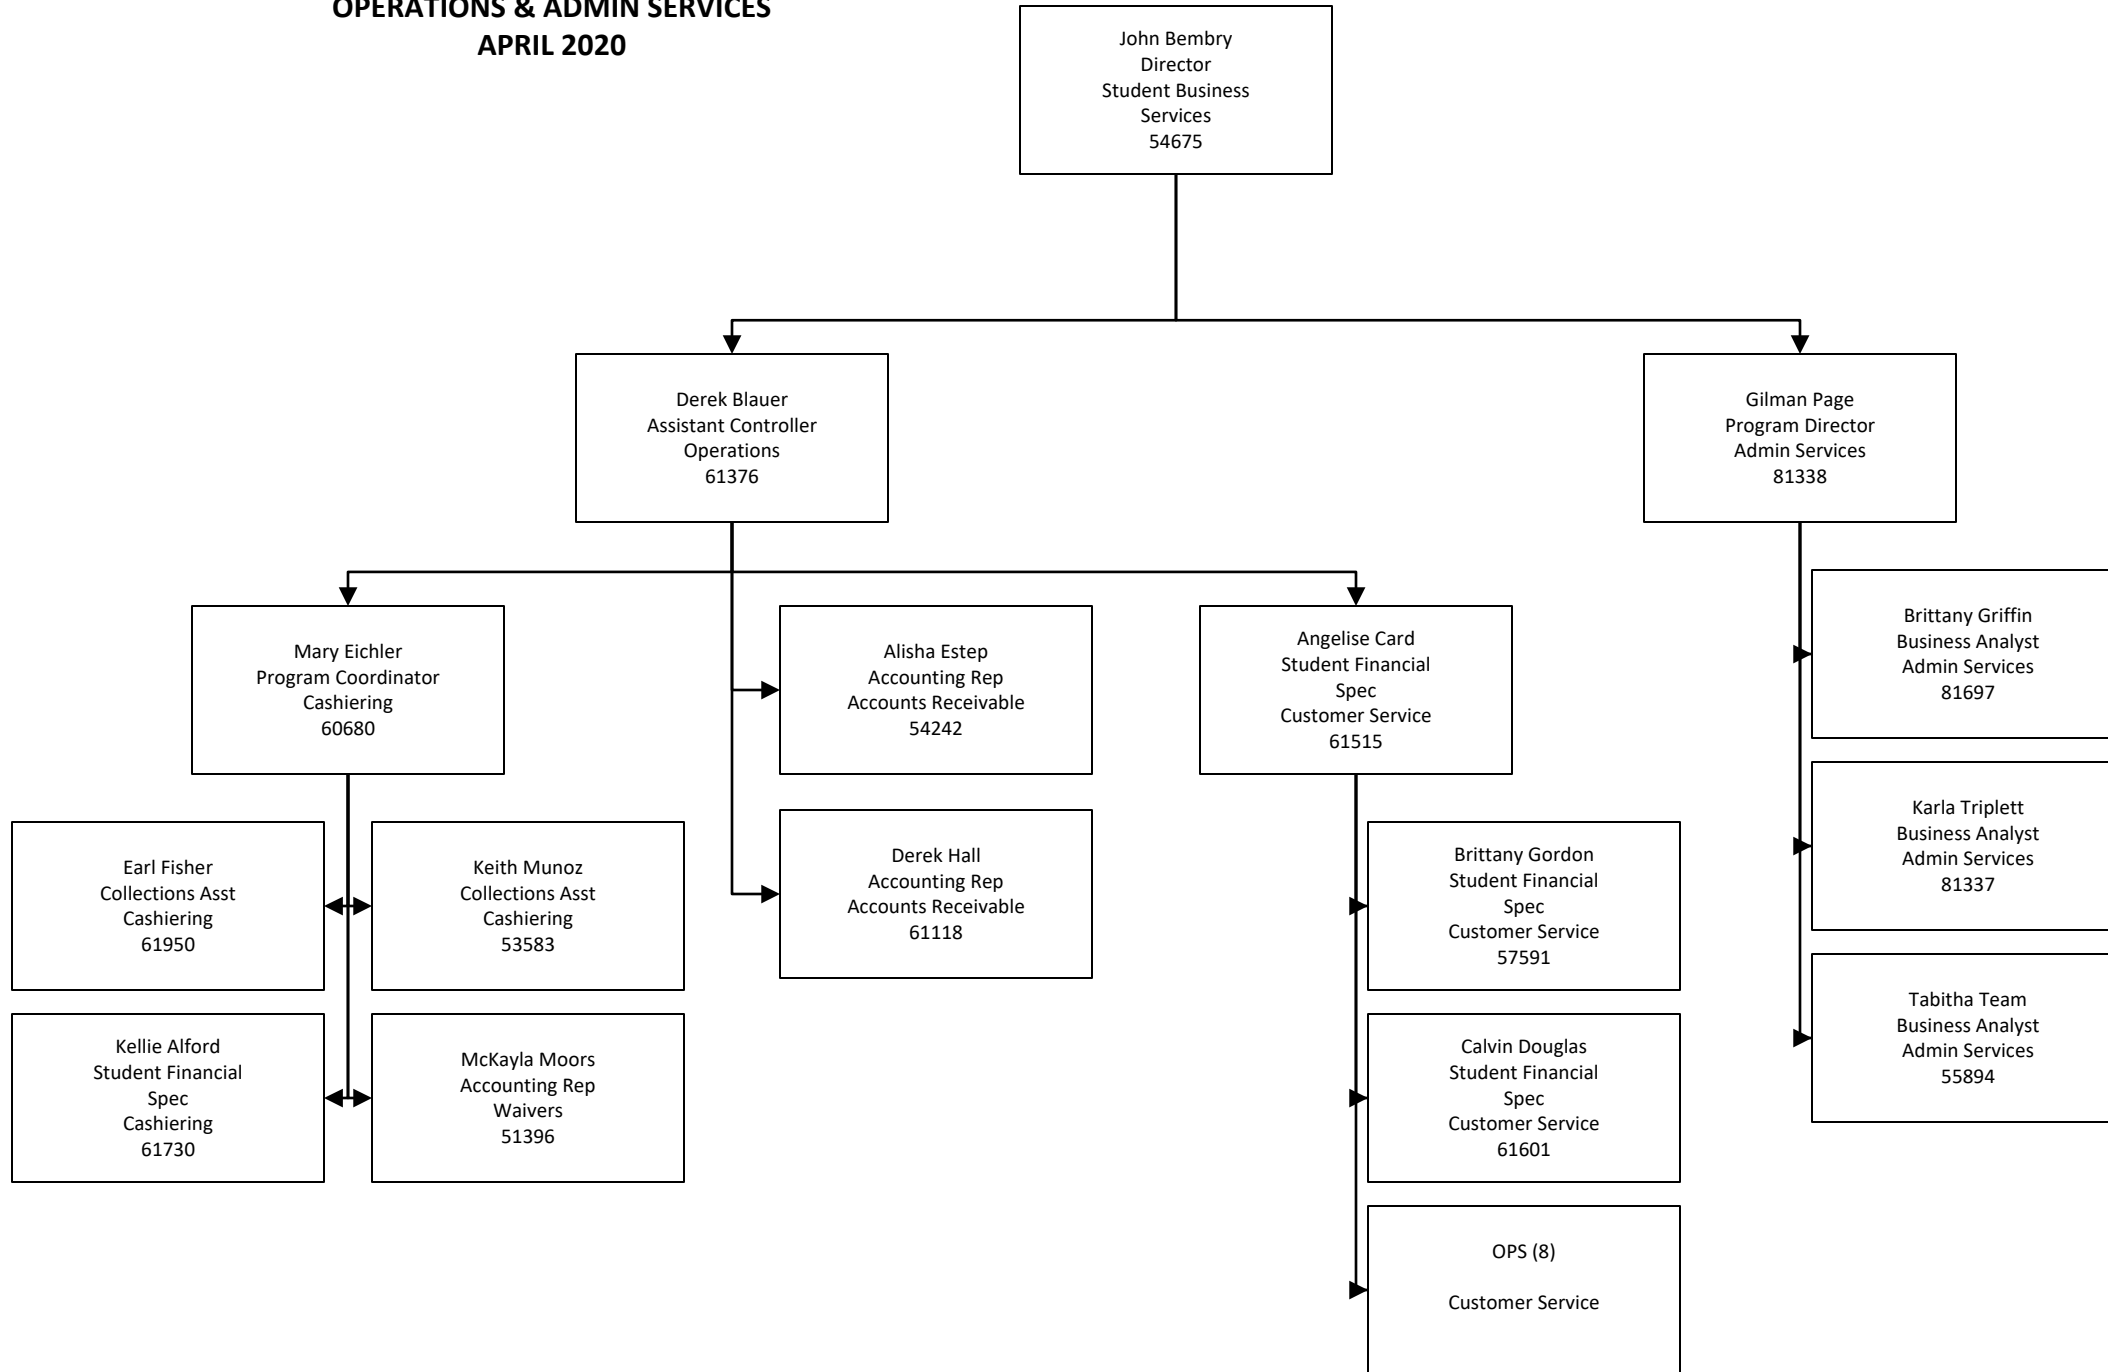 OPERATIONS & ADMIN SERVICES
APRIL 2020
John Bembry
Director
Student Business
Services
54675
Derek Blauer
Assistant Controller
Operations
61376
Gilman Page
Program Director
Admin Services
81338
Mary Eichler
Program Coordinator
Cashiering
60680
Alisha Estep
Accounting Rep
Accounts Receivable
54242
Angelise Card
Student Financial
Spec
Customer Service
61515
Brittany Griffin
Business Analyst
Admin Services
81697
Karla Triplett
Business Analyst
Admin Services
81337
Tabitha Team
Business Analyst
Admin Services
55894
Earl Fisher
Collections Asst
Cashiering
61950
Keith Munoz
Collections Asst
Cashiering
53583
Derek Hall
Accounting Rep
Accounts Receivable
61118
Brittany Gordon
Student Financial
Spec
Customer Service
57591
Kellie Alford
Student Financial
Spec
Cashiering
61730
McKayla Moors
Accounting Rep
Waivers
51396
Calvin Douglas
Student Financial
Spec
Customer Service
61601
OPS (8)
Customer Service